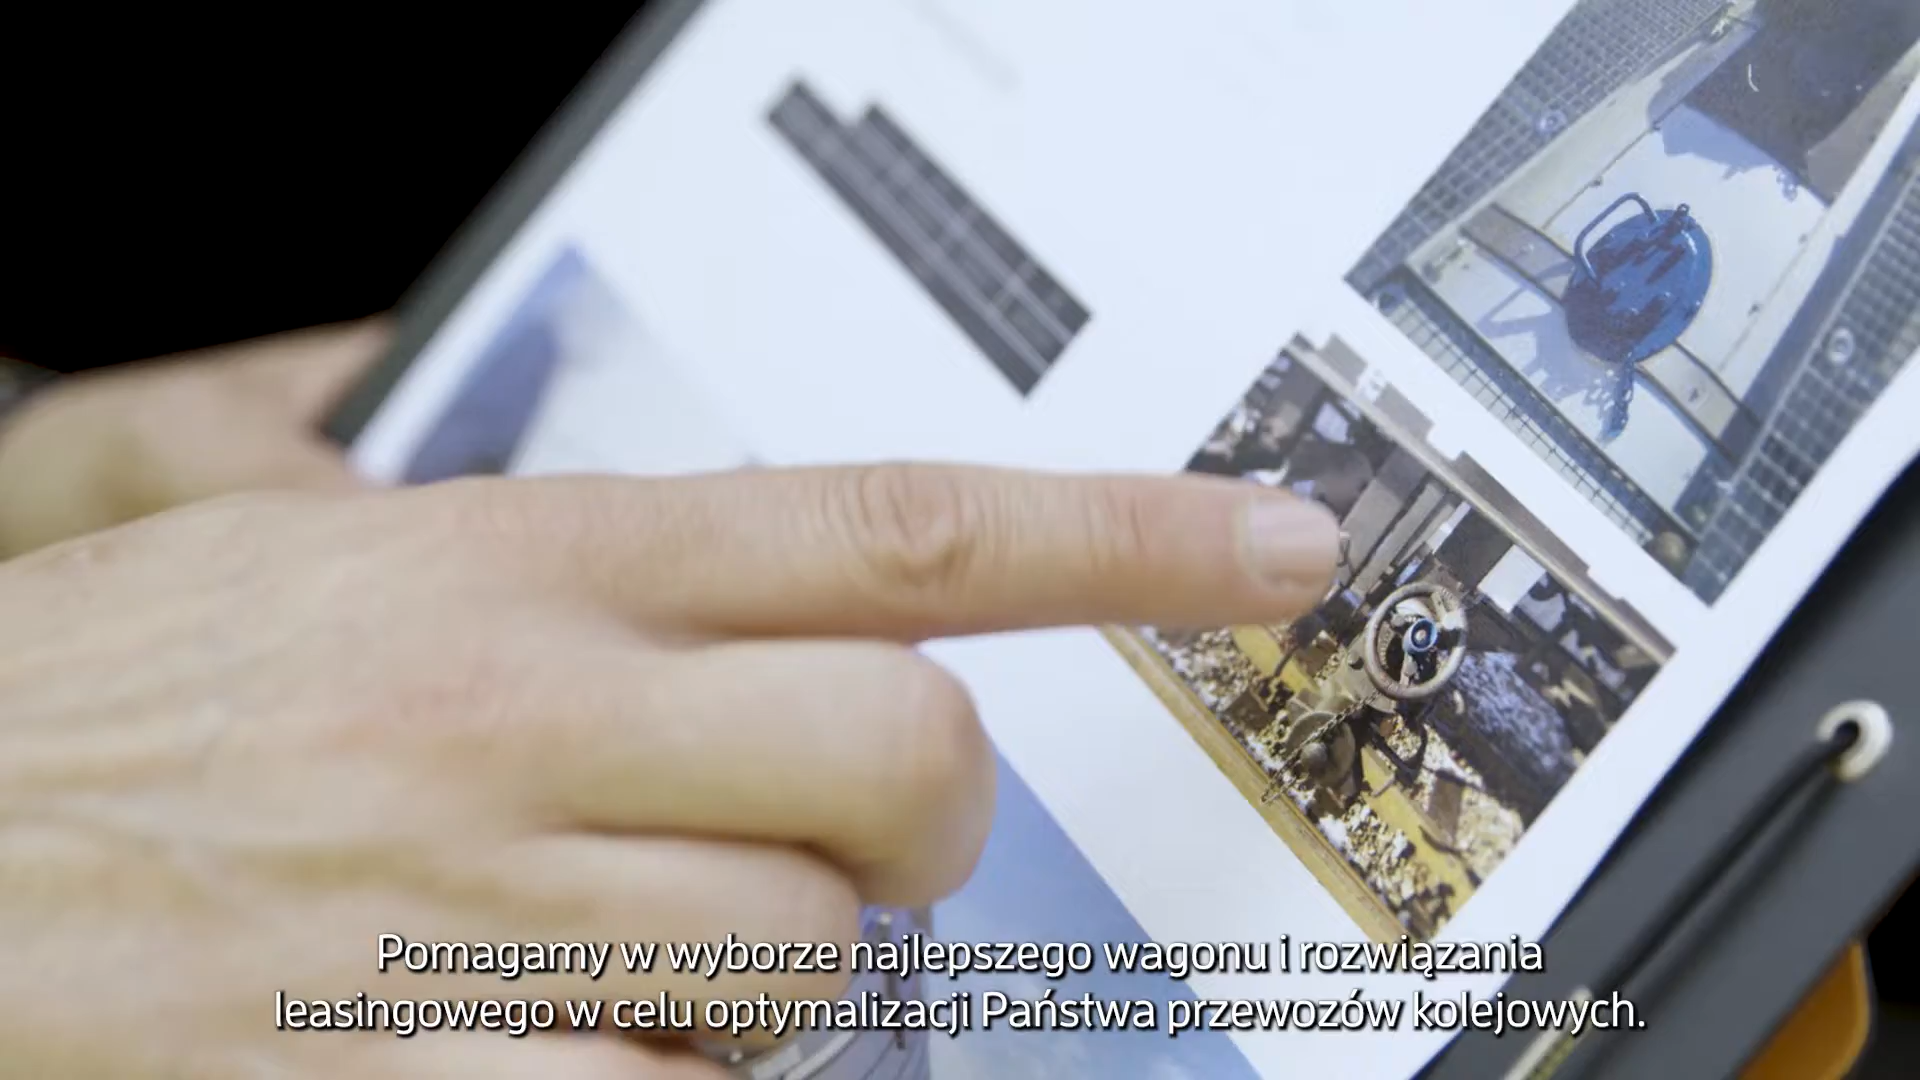 Pomagamy w wyborze najlepszego wagonu i rozwiązania
leasingowego w celu optymalizacji Państwa przewozów kolejowych.